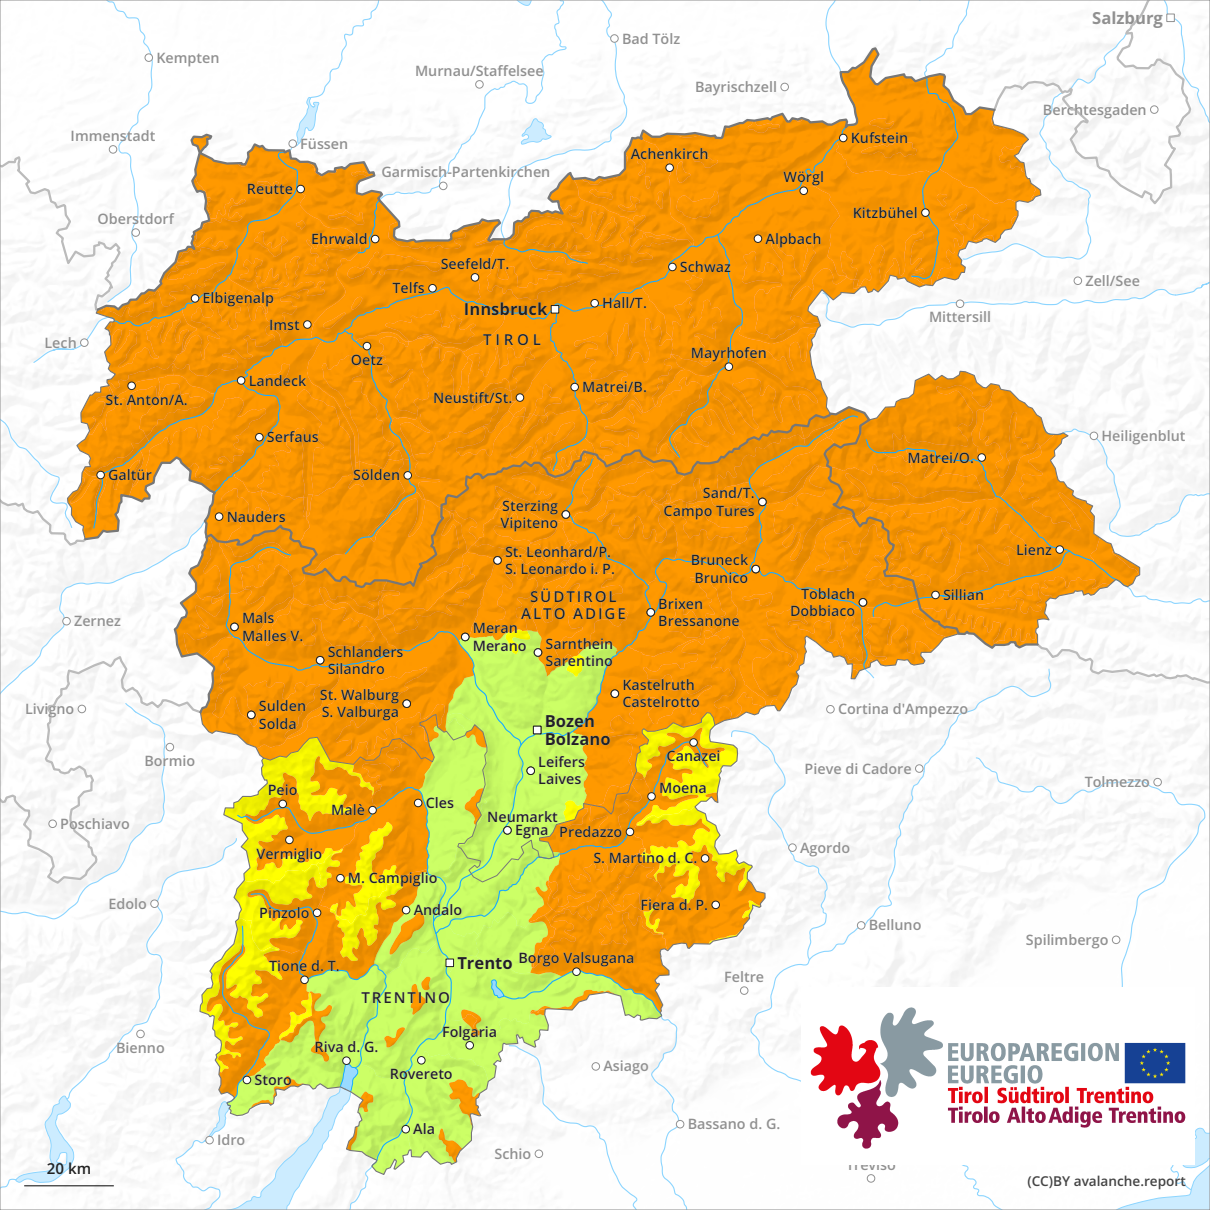 Salzburg
Bad Tölz
Kempten
Murnau/Staffelsee
Bayrischzell
Berchtesgaden
Immenstadt
Füssen
Kufstein
Achenkirch
Garmisch-Partenkirchen
Wörgl
Reutte
Oberstdorf
Kitzbühel
Ehrwald
Alpbach
Seefeld/T.
Schwaz
Zell/See
Telfs
Elbigenalp
Hall/T.
Innsbruck
Mittersill
Imst
TIROL
Lech
Oetz
Mayrhofen
Landeck
Matrei/B.
St. Anton/A.
Neustift/St.
Serfaus
Heiligenblut
Matrei/O.
Galtür
Sölden
Sand/T.
Campo Tures
Sterzing
Vipiteno
Nauders
Lienz
St. Leonhard/P.
S. Leonardo i. P.
Bruneck
Brunico
SÜDTIROL
ALTO ADIGE
Toblach
Dobbiaco
Sillian
Brixen
Bressanone
Zernez
Mals
Malles V.
Meran
Merano
Sarnthein
Sarentino
Schlanders
Silandro
Kastelruth
Castelrotto
St. Walburg
S. Valburga
Sulden
Solda
Livigno
Cortina d'Ampezzo
Bozen
Bolzano
Bormio
Canazei
Leifers
Laives
Pieve di Cadore
Tolmezzo
Peio
Moena
Cles
Malè
Neumarkt
Egna
Poschiavo
Predazzo
Vermiglio
Agordo
S. Martino d. C.
M. Campiglio
Edolo
Pinzolo
Andalo
Fiera d. P.
Belluno
Spilimbergo
Borgo Valsugana
Trento
Tione d. T.
Feltre
TRENTINO
Folgaria
Bienno
Riva d. G.
Rovereto
Asiago
Storo
EUROPAREGION
EUREGIO
Tirol Südtirol Trentino
Tirolo Alto Adige Trentino
Ala
Bassano d. G.
Idro
Schio
Treviso
20 km
(CC)BY avalanche.report